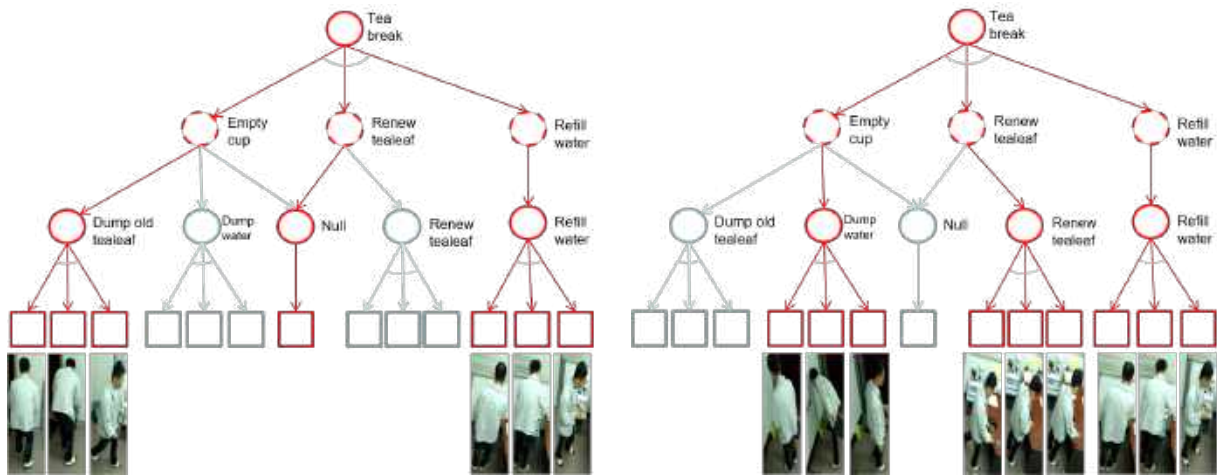 Tea
break
Empty
cup
Renew
tealeaf
Refill
water
Dump old
tealeaf
Dump
water
Null
Renew
tealeaf
Refill
water
Tea
break
Empty
cup
Renew
tealeaf
Refill
water
Dump old
tealeaf
Dump
water
Null
Renew
tealeaf
Refill
water